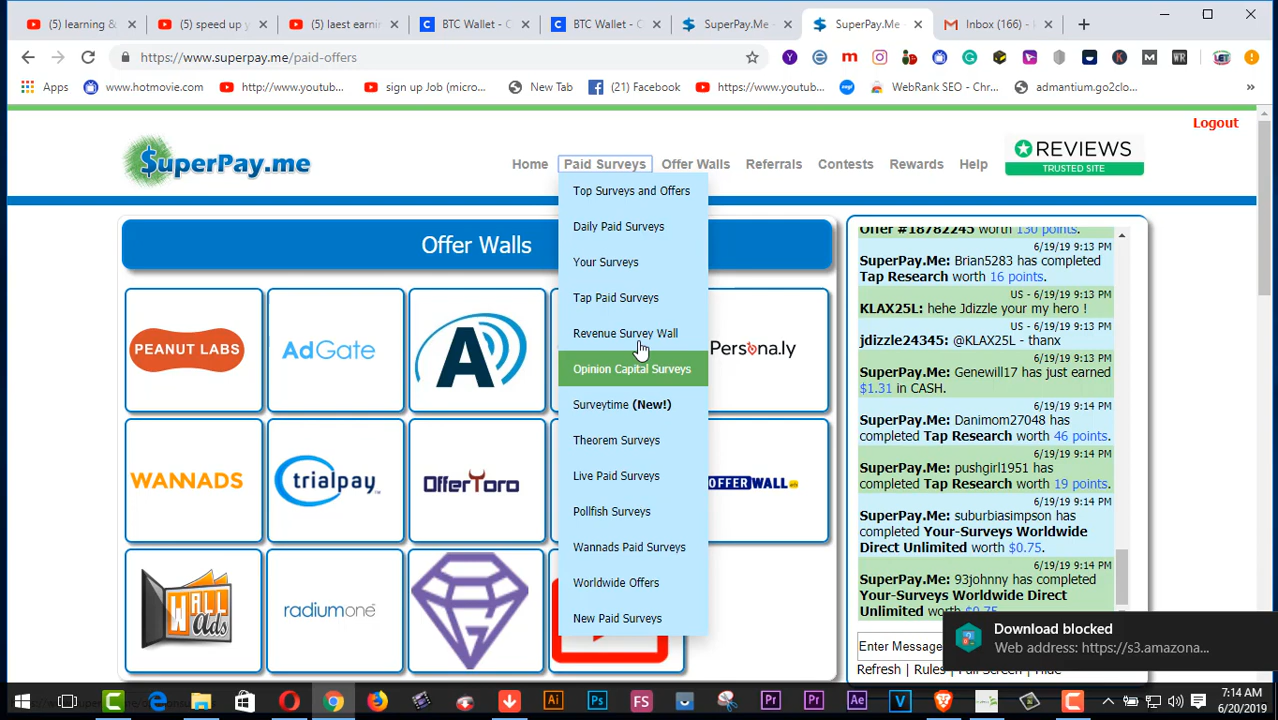 (5) learning &
(5) speed up y
(5) laest earnin
BTC Wallet - C
BTC Wallet - C
SuperPay.Me -
SuperPay.Me -
Inbox (166) -
https://www.superpay.me/paid-offers
Apps
www.hotmovie.com
http://www.youtub...
sign up Job (micro...
New Tab
(21) Facebook
https://www.youtub...
WebRank SEO - Chr...
admantium.go2clo...
Logout
$uperPay.me
Home
Paid Surveys
Offer Walls
Referrals
Contests
Rewards
Help
REVIEWS
TRUSTED SITE
Top Surveys and Offers
Daily Paid Surveys
Your Surveys
Tap Paid Surveys
Revenue Survey Wall
Opinion Capital Surveys
Surveytime (New!)
Theorem Surveys
Live Paid Surveys
Pollfish Surveys
Wannads Paid Surveys
Worldwide Offers
New Paid Surveys
Offer Walls
PEANUT LABS
AdGate
A
Persona.ly
WANNADS
trialpay
OfferToro
OFFERWALL
WALL
Ads
radiumone
Offer #18782245 worth 130 points.
6/19/19 9:13 PM
SuperPay.Me: Brian5283 has completed
Tap Research worth 16 points.
US - 6/19/19 9:13 PM
KLAX25L: hehe Jdizzle your my hero !
US - 6/19/19 9:13 PM
jdizzle24345: @KLAX25L - thanx
6/19/19 9:13 PM
SuperPay.Me: Genewill17 has just earned
$1.31 in CASH.
6/19/19 9:14 PM
SuperPay.Me: Danimom27048 has
completed Tap Research worth 46 points.
6/19/19 9:14 PM
SuperPay.Me: pushgirl1951 has
completed Tap Research worth 19 points.
6/19/19 9:14 PM
SuperPay.Me: suburbiasimpson has
completed Your-Surveys Worldwide
Direct Unlimited worth $0.75.
6/19/19 9:14 PM
SuperPay.Me: 93johnny has completed
Your-Surveys Worldwide Direct
Unlimited worth $0.75.
Enter Message
Refresh | Rules | Full Screen | Hide
Download blocked
Web address: https://s3.amazona...
7:14 AM
6/20/2019